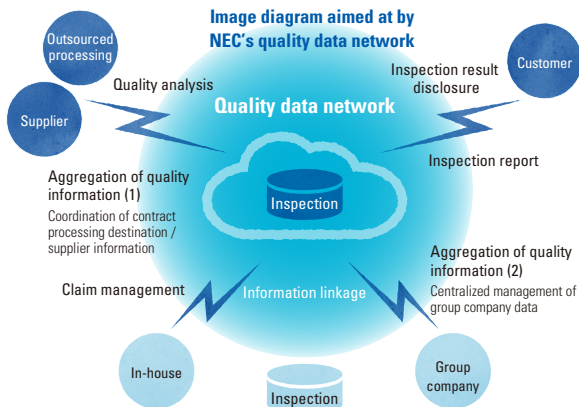 Image diagram aimed at by
NEC's quality data network
Outsourced
processing
Supplier
Quality analysis
Customer
Inspection result
disclosure
Quality data network
Inspection report
Inspection
Aggregation of quality
information (1)
Coordination of contract
processing destination /
supplier information
Aggregation of quality
information (2)
Centralized management of
group company data
Claim management
Information linkage
In-house
Inspection
Group
company